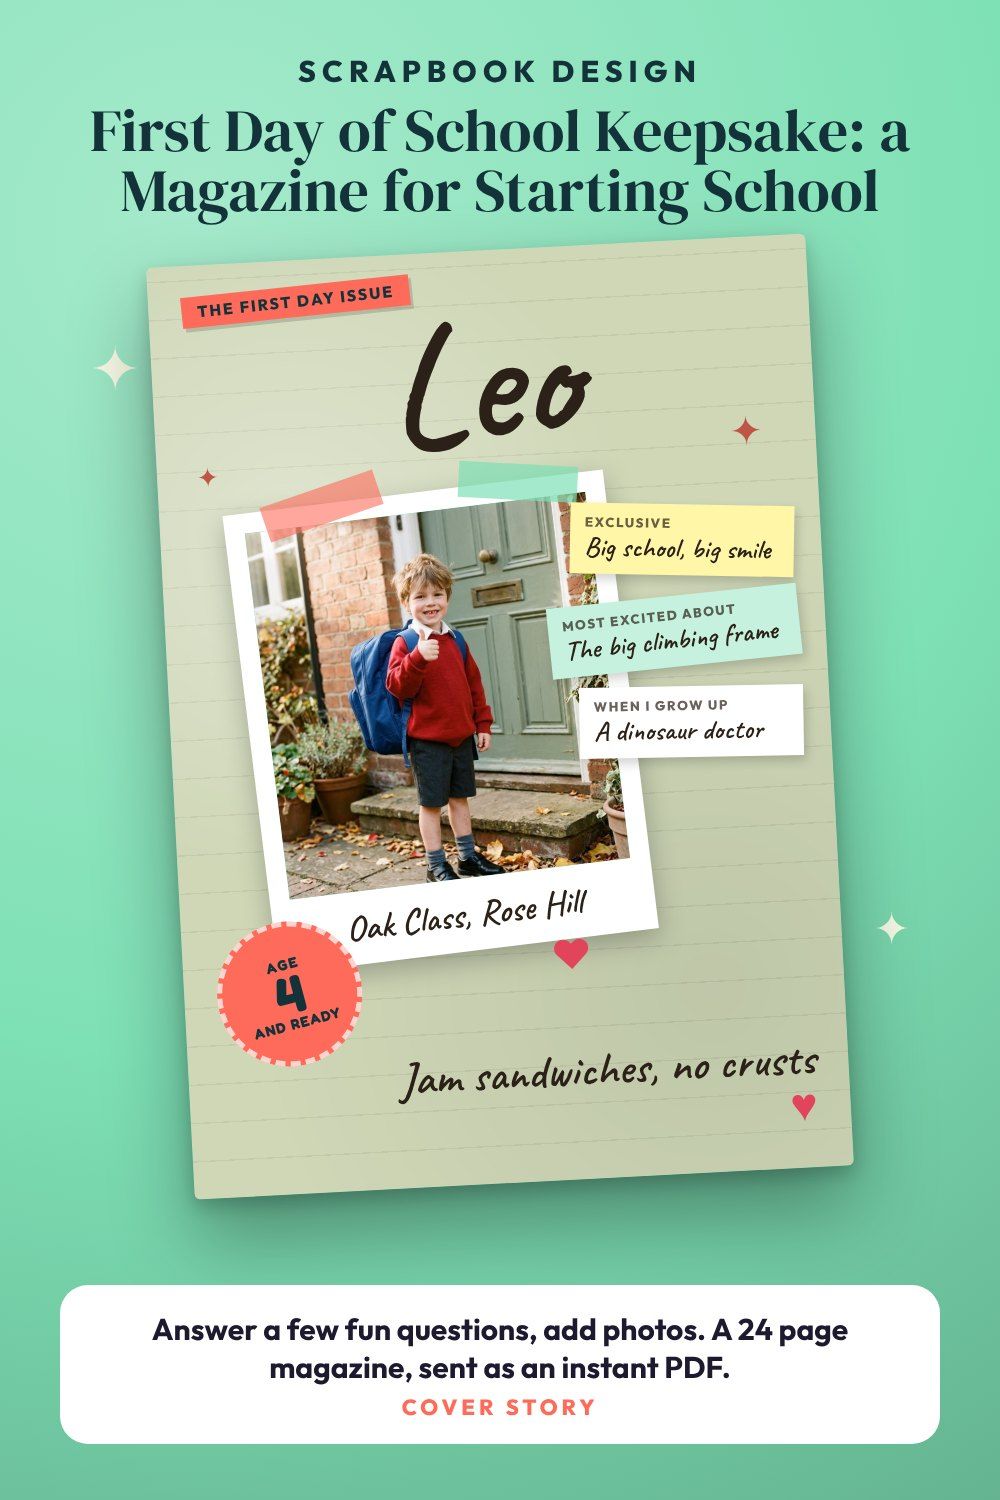 SCRAPBOOK DESIGN
First Day of School Keepsake: a
Magazine for Starting School
THE FIRST DAY ISSUE
Leo
EXCLUSIVE
Big school, big smile
MOST EXCITED ABOUT
The big climbing frame
WHEN I GROW UP
A dinosaur doctor
Oak Class, Rose Hill
AGE
4
AND READY
Jam sandwiches, no crusts
Answer a few fun questions, add photos. A 24 page
magazine, sent as an instant PDF.
COVER STORY